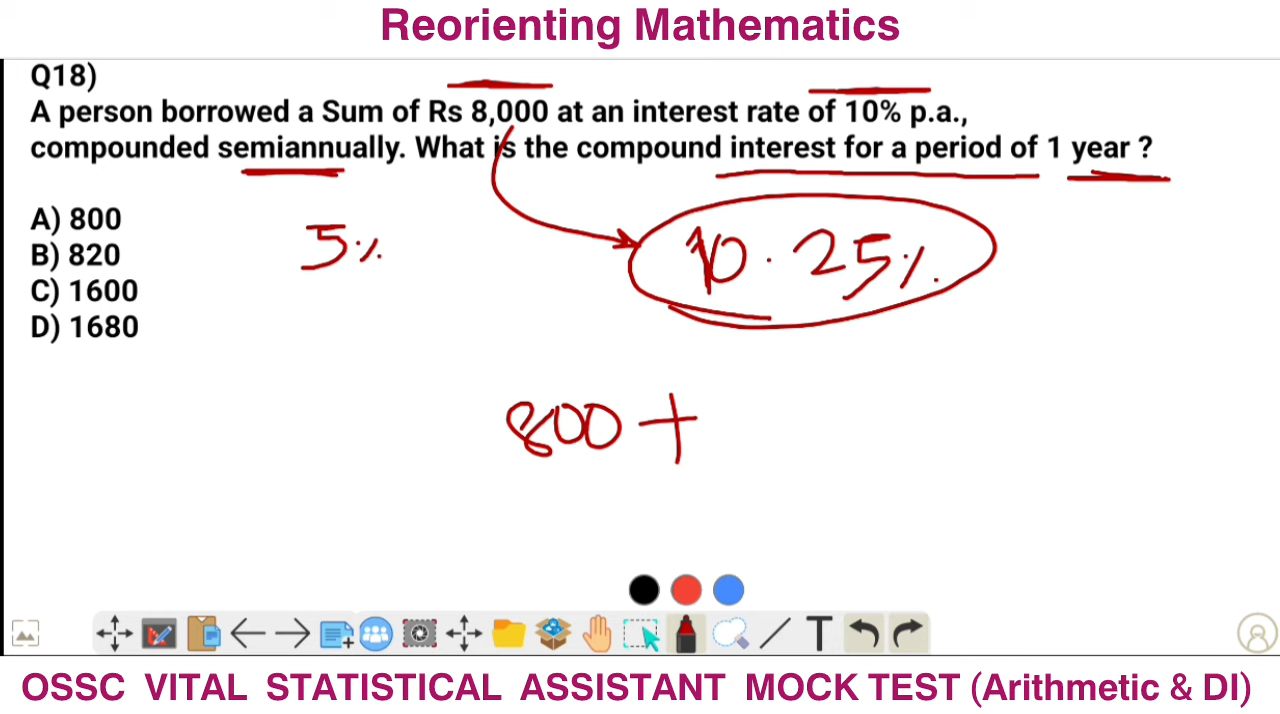 Reorienting Mathematics
Q18)
A person borrowed a Sum of Rs 8,000 at an interest rate of 10% p.a.,
compounded semiannually. What is the compound interest for a period of 1 year ?
A) 800
B) 820
C) 1600
D) 1680
5%
10.25%
800 +
T
OSSC VITAL STATISTICAL ASSISTANT MOCK TEST (Arithmetic & DI)